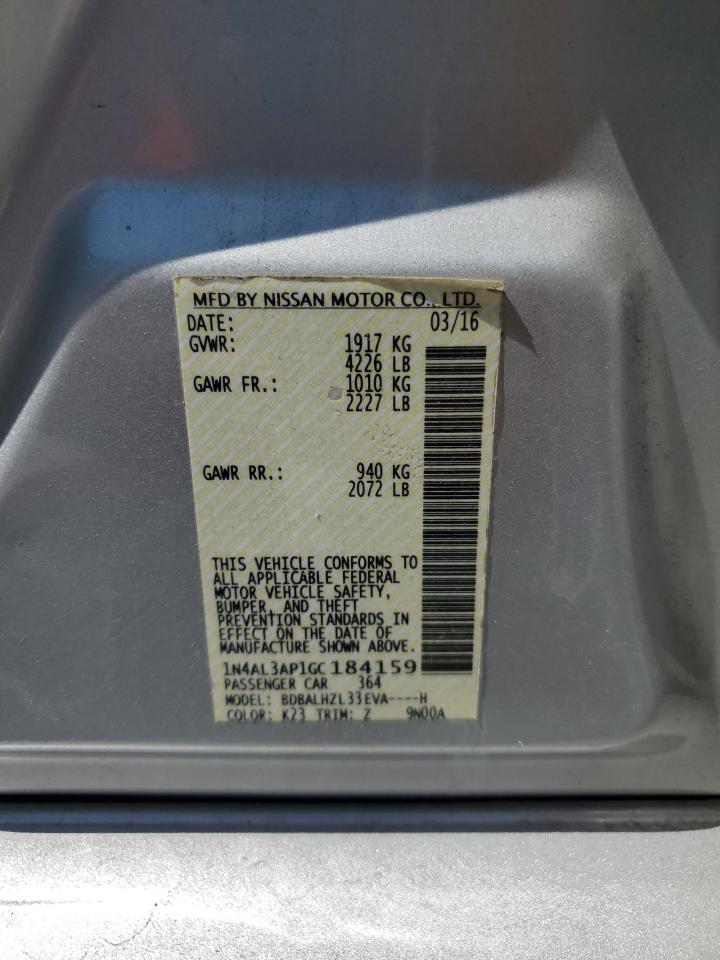 MFD BY NISSAN MOTOR CO., LTD.
DATE: 03/16
GVWR: 1917 KG
4226 LB
GAWR FR.: 1010 KG
2227 LB
GAWR RR.: 940 KG
2072 LB
THIS VEHICLE CONFORMS TO
ALL APPLICABLE FEDERAL
MOTOR VEHICLE SAFETY,
BUMPER, AND THEFT
PREVENTION STANDARDS IN
EFFECT ON THE DATE OF
MANUFACTURE SHOWN ABOVE.
1N4AL3AP1GC184159
PASSENGER CAR 364
MODEL: BDBALHZL33EVA----H
COLOR: K23 TRIM: Z 9N00A